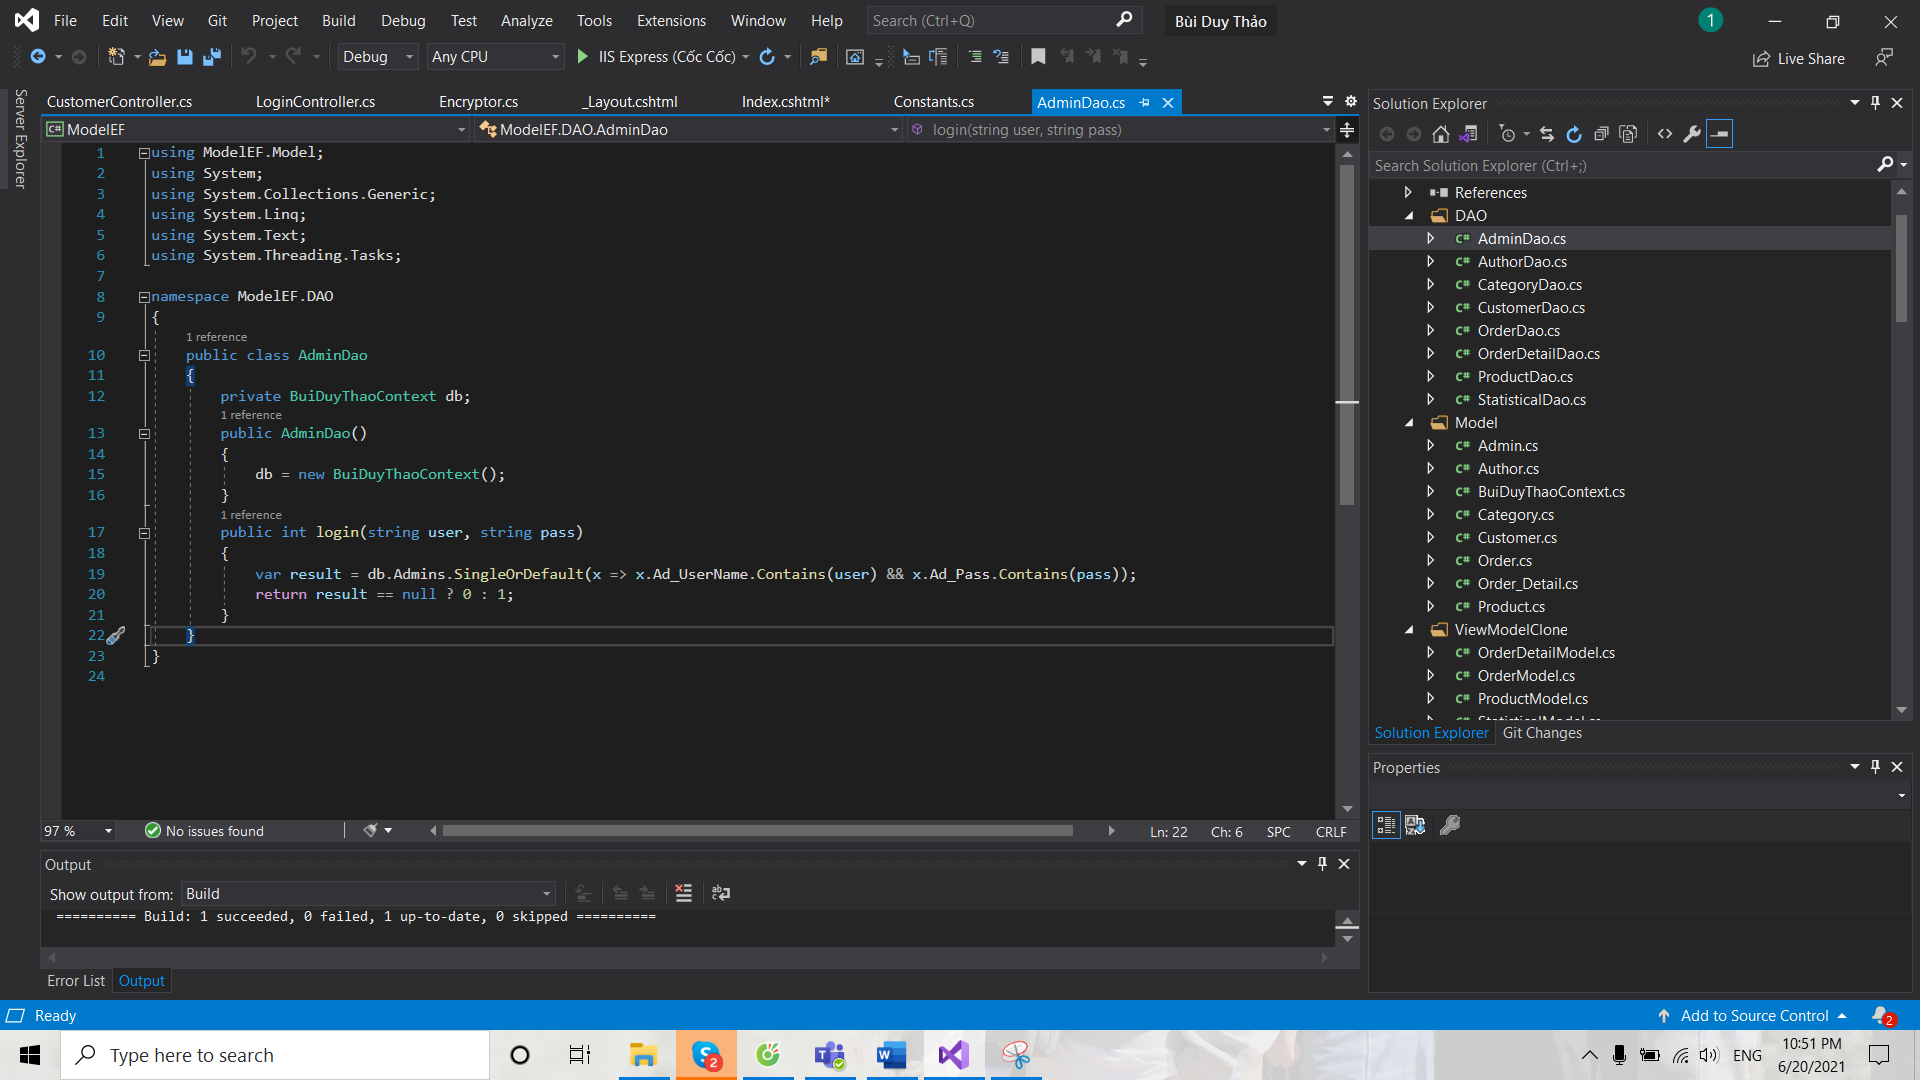 File Edit View Git Project Build Debug Test Analyze Tools Extensions Window Help Search (Ctrl+Q) Bùi Duy Thảo 1
Debug Any CPU IIS Express (Cốc Cốc) Live Share
Server Explorer
CustomerController.cs LoginController.cs Encryptor.cs _Layout.cshtml Index.cshtml* Constants.cs AdminDao.cs
ModelEF ModelEF.DAO.AdminDao login(string user, string pass)
1 using ModelEF.Model;
2 using System;
3 using System.Collections.Generic;
4 using System.Linq;
5 using System.Text;
6 using System.Threading.Tasks;
7
8 namespace ModelEF.DAO
9 {
1 reference
10 public class AdminDao
11 {
12 private BuiDuyThaoContext db;
1 reference
13 public AdminDao()
14 {
15 db = new BuiDuyThaoContext();
16 }
1 reference
17 public int login(string user, string pass)
18 {
19 var result = db.Admins.SingleOrDefault(x => x.Ad_UserName.Contains(user) && x.Ad_Pass.Contains(pass));
20 return result == null ? 0 : 1;
21 }
22 }
23 }
24
97 % No issues found Ln: 22 Ch: 6 SPC CRLF
Output
Show output from: Build
========== Build: 1 succeeded, 0 failed, 1 up-to-date, 0 skipped ==========
Error List Output
Solution Explorer
Search Solution Explorer (Ctrl+;)
References
DAO
C# AdminDao.cs
C# AuthorDao.cs
C# CategoryDao.cs
C# CustomerDao.cs
C# OrderDao.cs
C# OrderDetailDao.cs
C# ProductDao.cs
C# StatisticalDao.cs
Model
C# Admin.cs
C# Author.cs
C# BuiDuyThaoContext.cs
C# Category.cs
C# Customer.cs
C# Order.cs
C# Order_Detail.cs
C# Product.cs
ViewModelClone
C# OrderDetailModel.cs
C# OrderModel.cs
C# ProductModel.cs
Solution Explorer Git Changes
Properties
Ready Add to Source Control 2
Type here to search ENG 10:51 PM
6/20/2021